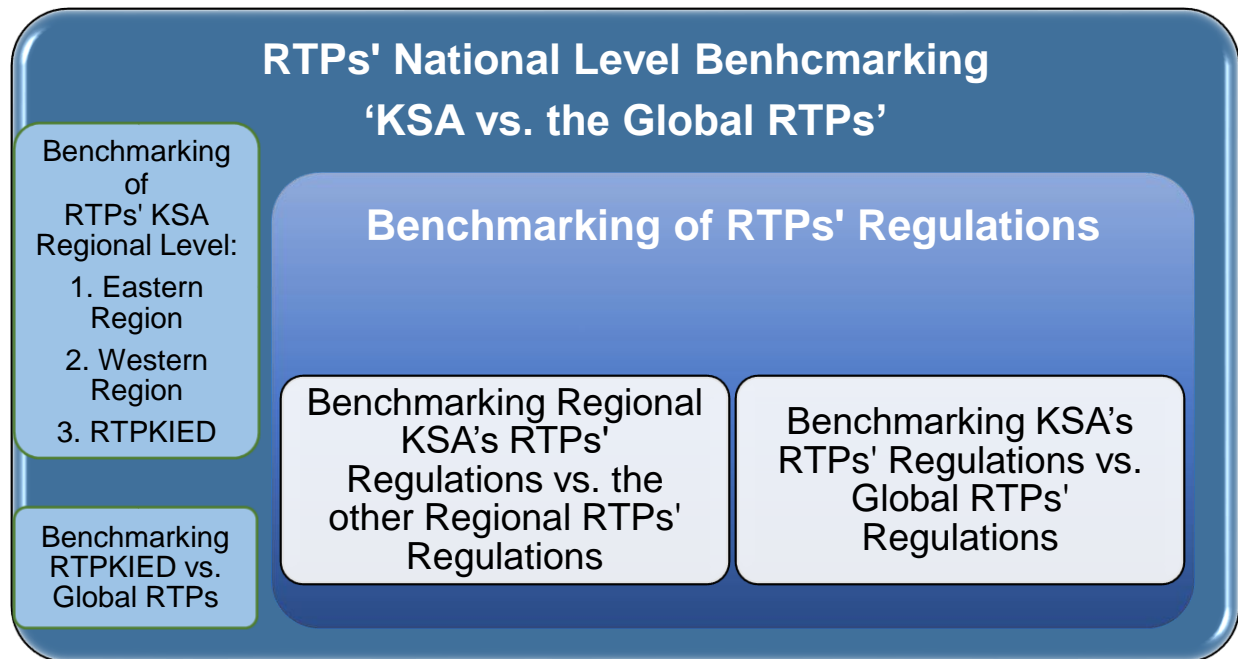 RTPs' National Level Benhcmarking
‘KSA vs. the Global RTPs’
Benchmarking
of
RTPs' KSA
Regional Level:
1. Eastern
Region
2. Western
Region
3. RTPKIED
Benchmarking
RTPKIED vs.
Global RTPs
Benchmarking of RTPs' Regulations
Benchmarking Regional
KSA’s RTPs'
Regulations vs. the
other Regional RTPs'
Regulations
Benchmarking KSA’s
RTPs' Regulations vs.
Global RTPs'
Regulations